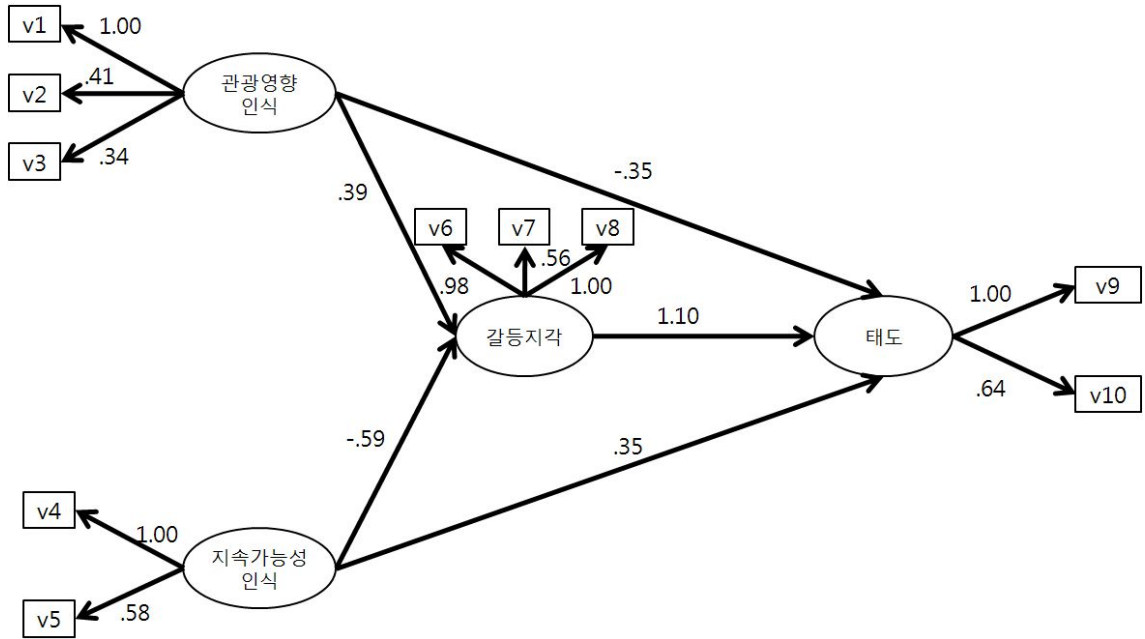 v1
1.00
v2
.41
v3
.34
관광영향
인식
-.35
.39
v6
v7
v8
.98
.56
1.00
갈등지각
1.10
태도
1.00
v9
.64
v10
-.59
.35
v4
1.00
v5
.58
지속가능성
인식